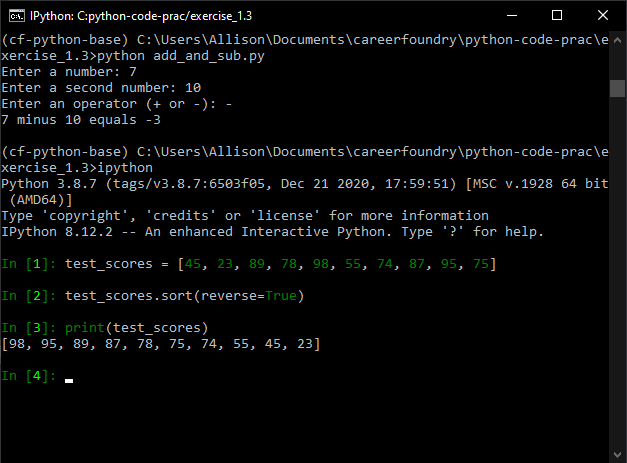 IPython: C:python-code-prac/exercise_1.3
(cf-python-base) C:\Users\Allison\Documents\careerfoundry\python-code-prac\e
xercise_1.3>python add_and_sub.py
Enter a number: 7
Enter a second number: 10
Enter an operator (+ or -): -
7 minus 10 equals -3
(cf-python-base) C:\Users\Allison\Documents\careerfoundry\python-code-prac\e
xercise_1.3>ipython
Python 3.8.7 (tags/v3.8.7:6503f05, Dec 21 2020, 17:59:51) [MSC v.1928 64 bit
 (AMD64)]
Type 'copyright', 'credits' or 'license' for more information
IPython 8.12.2 -- An enhanced Interactive Python. Type '?' for help.
In [1]: test_scores = [45, 23, 89, 78, 98, 55, 74, 87, 95, 75]
In [2]: test_scores.sort(reverse=True)
In [3]: print(test_scores)
[98, 95, 89, 87, 78, 75, 74, 55, 45, 23]
In [4]: